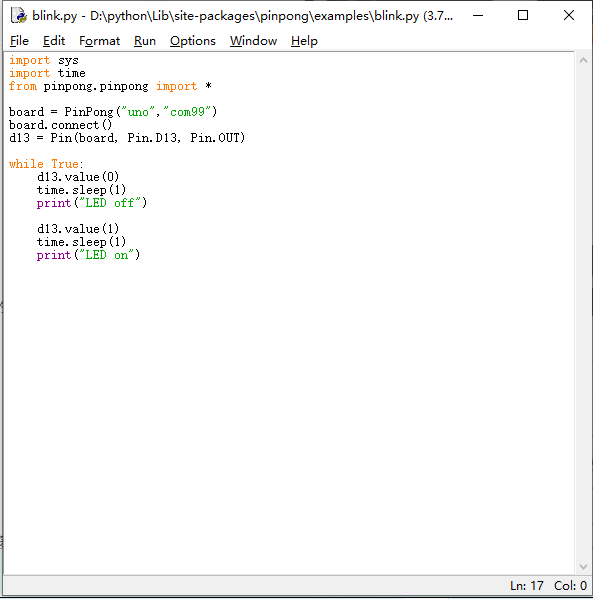 blink.py - D:\python\Lib\site-packages\pinpong\examples\blink.py (3.7...
File Edit Format Run Options Window Help
import sys
import time
from pinpong.pinpong import *
board = PinPong("uno","com99")
board.connect()
d13 = Pin(board, Pin.D13, Pin.OUT)
while True:
    d13.value(0)
    time.sleep(1)
    print("LED off")
    d13.value(1)
    time.sleep(1)
    print("LED on")
Ln: 17 Col: 0